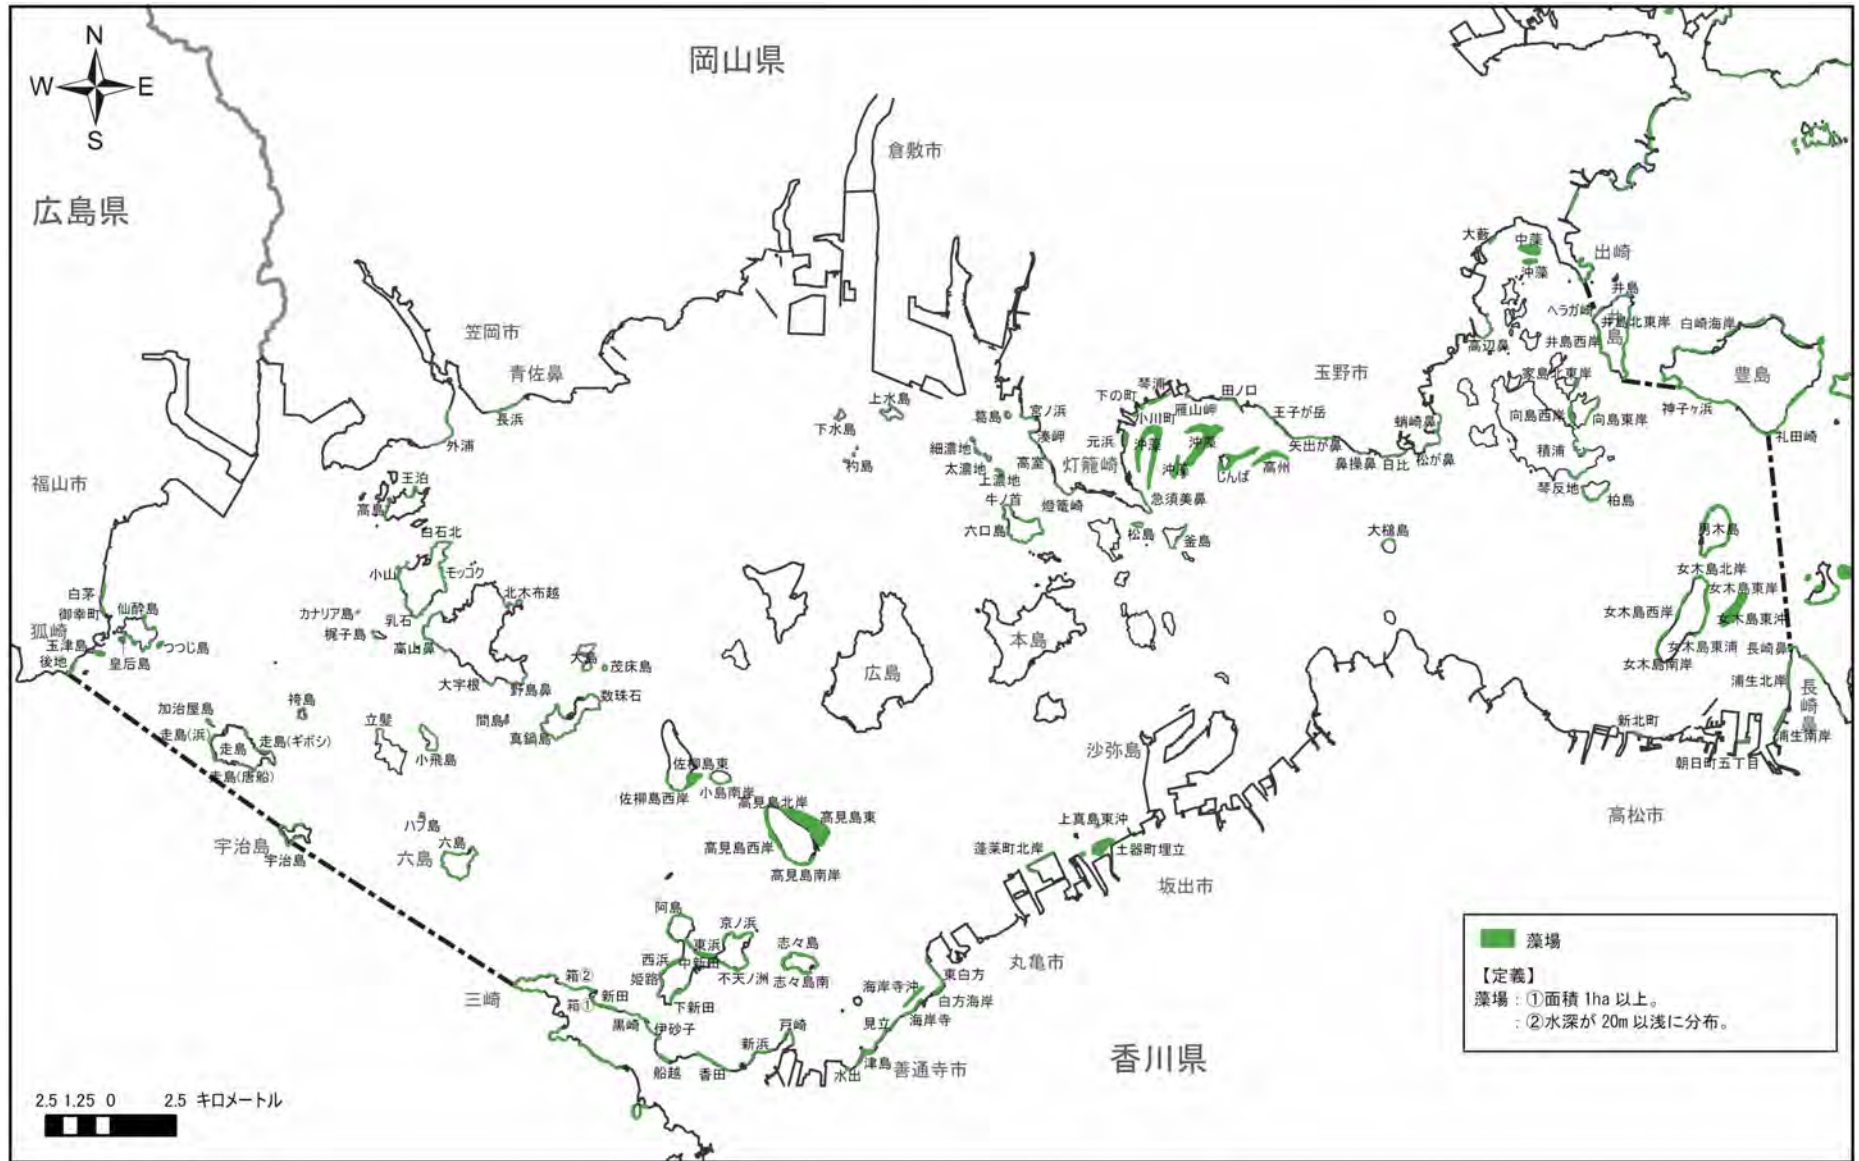 N
W
E
S
岡山県
広島県
倉敷市
笠岡市
青佐鼻
長浜
外浦
福山市
王泊
高島
白石北
小山
モッコク
北木布越
カナリア島
梶子島
乳石
高山鼻
大宇根
野島鼻
大島
茂床島
数珠石
間島
真鍋島
白茅
御幸町
仙酔島
狐崎
玉津島
後地
皇后島
つつじ島
加治屋島
走島(浜)
走島
走島(ギボシ)
走島(唐船)
袴島
立髪
小飛島
ハブ島
宇治島
宇治島
六島
六島
上水島
下水島
杓島
葛島
宮ノ浜
湊岬
細濃地
太濃地
上濃地
高室
灯籠崎
牛ノ首
燈篭崎
六口島
松島
釜島
急須美鼻
元浜
下の町
琴浦
小川町
雁山岬
田ノ口
王子が岳
沖藻
沖藻
沖藻
じんば
高州
矢出が鼻
鼻操鼻
日比
松が鼻
蛸崎鼻
玉野市
大藪
中藻
沖藻
出崎
井島
ヘラガ崎
井島
井島北東岸
井島西岸
白崎海岸
高辺鼻
家島北東岸
豊島
向島西岸
向島東岸
神子ヶ浜
礼田崎
積浦
琴反地
柏島
大槌島
男木島
女木島北岸
女木島東岸
女木島西岸
女木島東沖
女木島東浦
女木島南岸
長崎鼻
浦生北岸
長崎鼻
浦生南岸
新北町
朝日町五丁目
高松市
本島
広島
沙弥島
佐柳島東
佐柳島西岸
小島南岸
高見島北岸
高見島東
高見島西岸
高見島南岸
上真島東沖
蓬莱町北岸
土器町埋立
坂出市
丸亀市
阿島
京ノ浜
東浜
西浜
中新田
姫路
不天ノ洲
下新田
志々島
志々島南
三崎
箱②
箱①
新田
黒崎
伊砂子
船越
香田
新浜
戸崎
水出
津島
見立
海岸寺
海岸寺沖
東白方
白方海岸
善通寺市
香川県
藻場
【定義】
藻場：①面積 1ha 以上。
：②水深が 20m 以浅に分布。
2.5 1.25 0 2.5 キロメートル